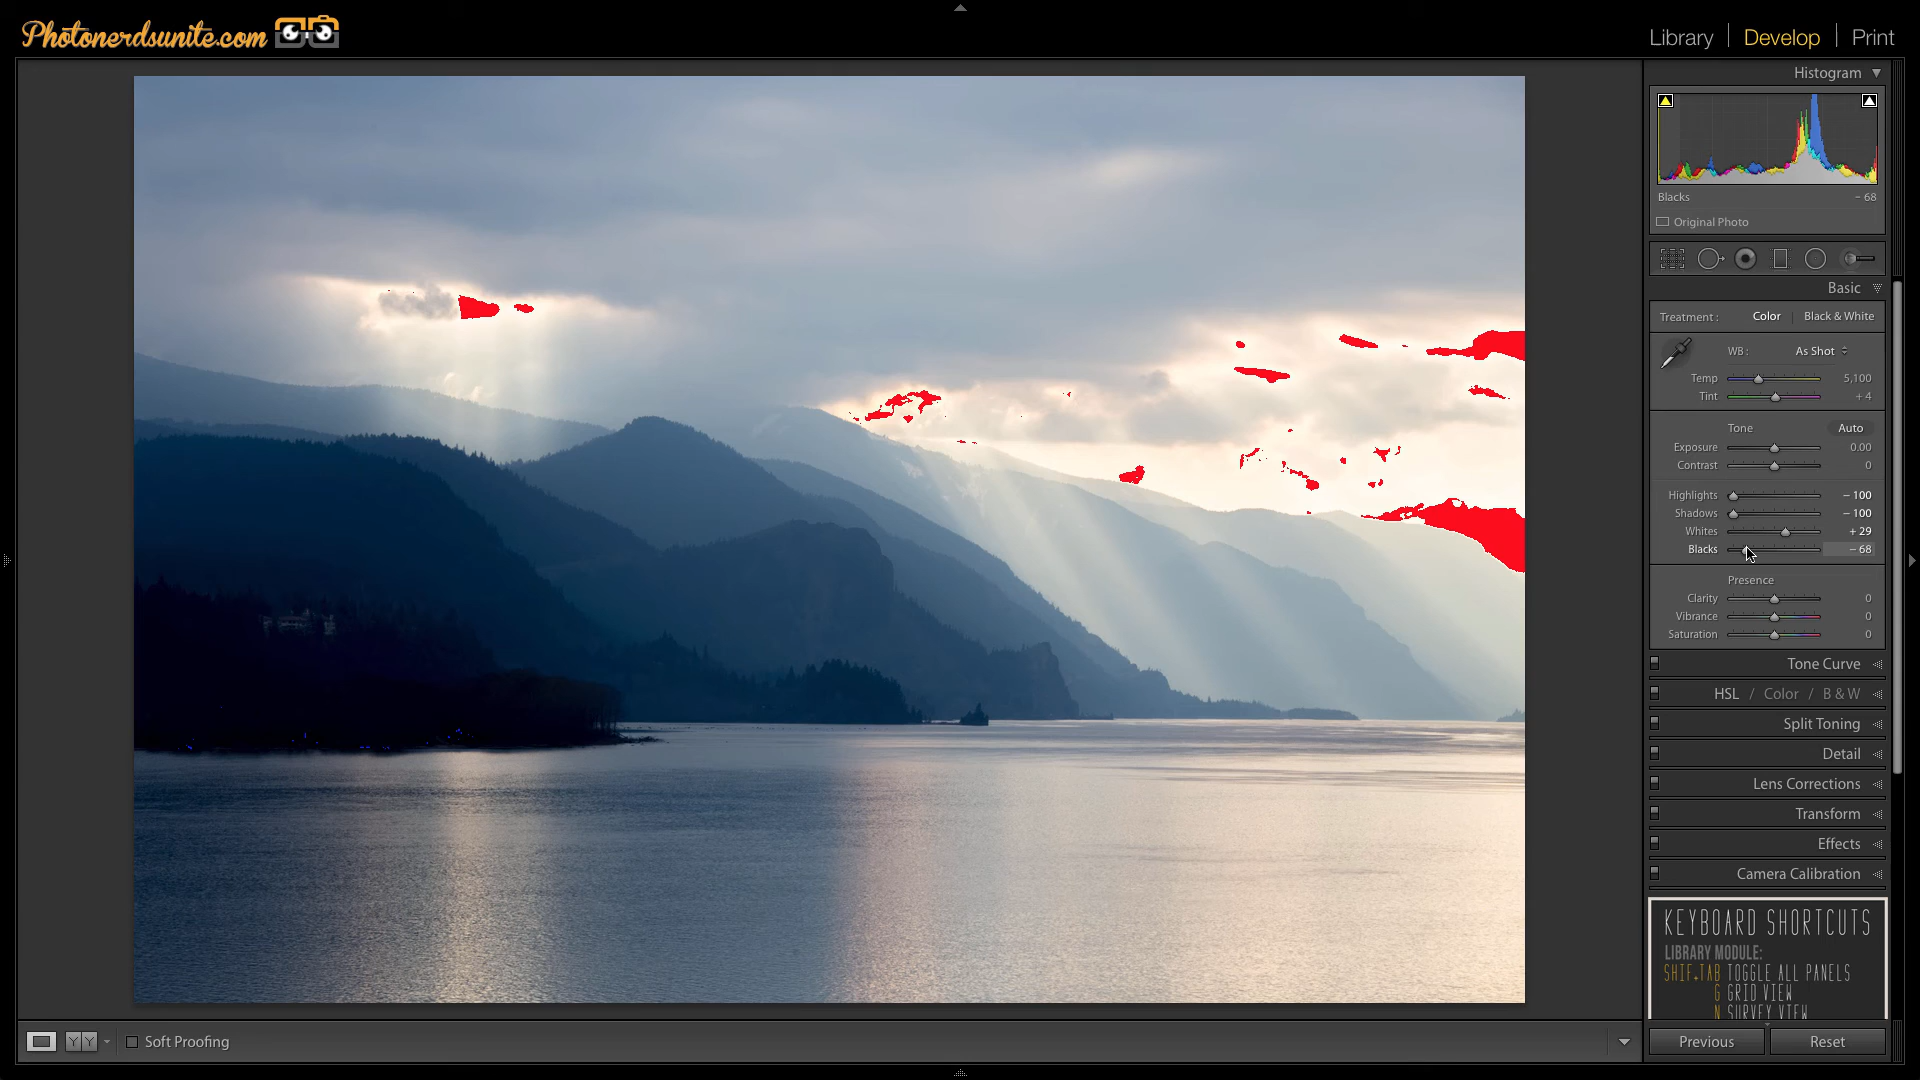 Photonerdsunite.com
Library | Develop | Print
Histogram
Blacks - 68
Original Photo
Basic
Treatment : Color | Black & White
WB : As Shot
Temp 5,100
Tint + 4
Tone Auto
Exposure 0.00
Contrast 0
Highlights - 100
Shadows - 100
Whites + 29
Blacks - 68
Presence
Clarity 0
Vibrance 0
Saturation 0
Tone Curve
HSL / Color / B & W
Split Toning
Detail
Lens Corrections
Transform
Effects
Camera Calibration
KEYBOARD SHORTCUTS
LIBRARY MODULE:
SHIF+TAB TOGGLE ALL PANELS
G GRID VIEW
N SURVEY VIEW
Y Y Soft Proofing
Previous Reset